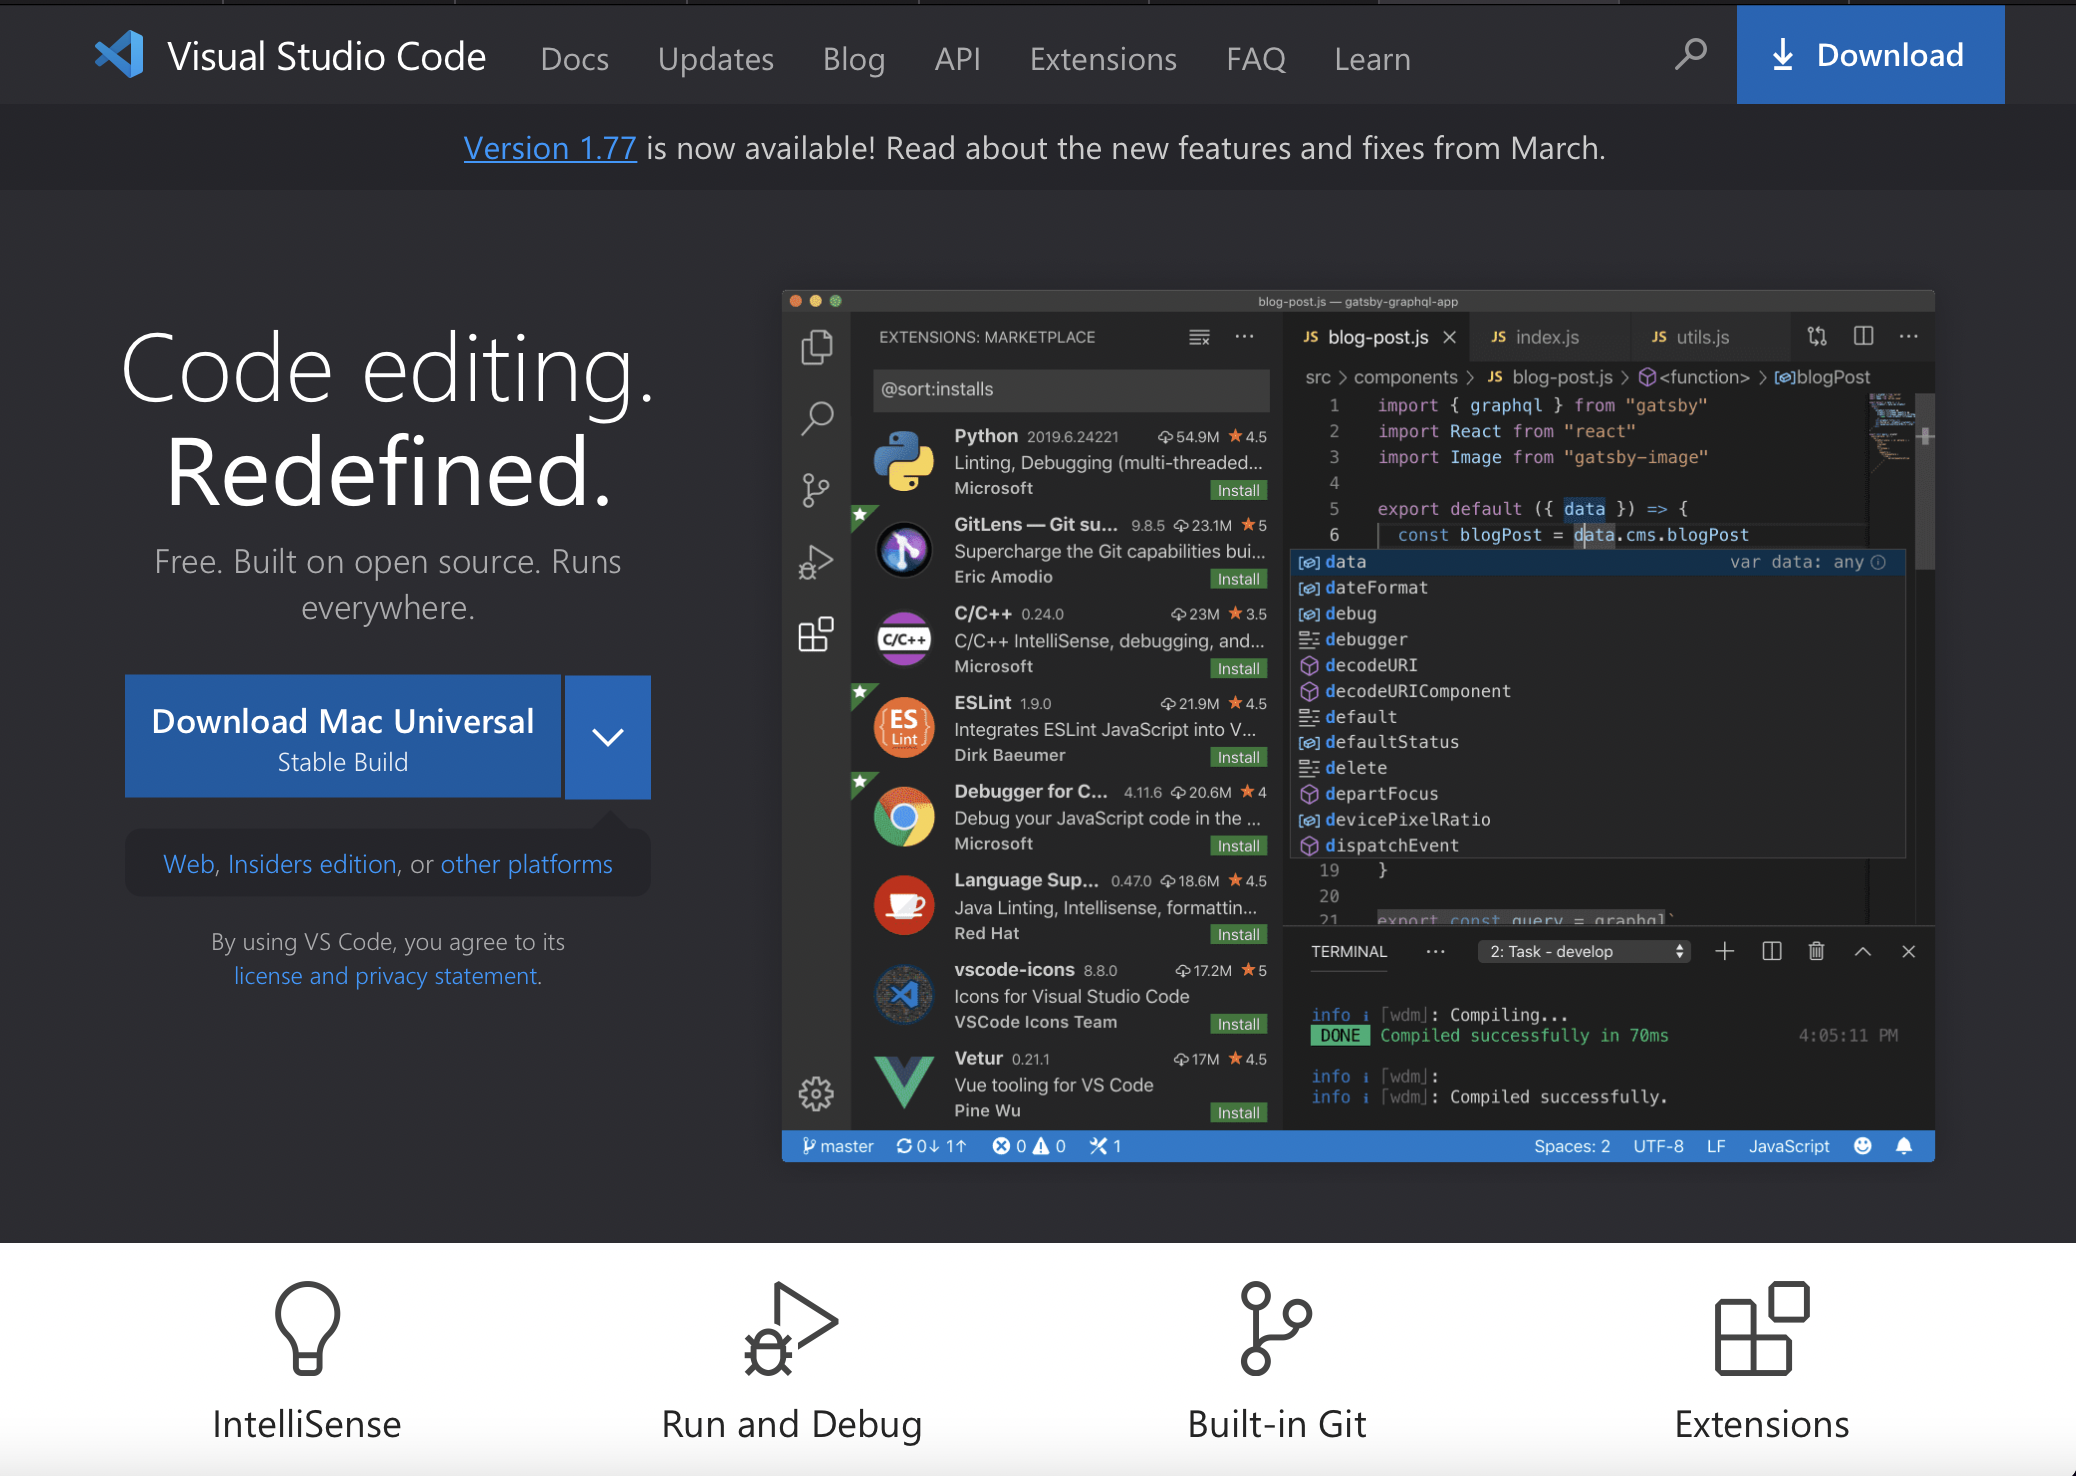 Visual Studio Code Docs Updates Blog API Extensions FAQ Learn Download
Version 1.77 is now available! Read about the new features and fixes from March.
Code editing.
Redefined.
Free. Built on open source. Runs
everywhere.
Download Mac Universal
Stable Build
Web, Insiders edition, or other platforms
By using VS Code, you agree to its
license and privacy statement.
blog-post.js — gatsby-graphql-app
EXTENSIONS: MARKETPLACE
@sort:installs
Python 2019.6.24221 54.9M 4.5
Linting, Debugging (multi-threaded...
Microsoft Install
GitLens — Git su... 9.8.5 23.1M 5
Supercharge the Git capabilities bui...
Eric Amodio Install
C/C++
C/C++ 0.24.0 23M 3.5
C/C++ IntelliSense, debugging, and...
Microsoft Install
ES
Lint
ESLint 1.9.0 21.9M 4.5
Integrates ESLint JavaScript into V...
Dirk Baeumer Install
Debugger for C... 4.11.6 20.6M 4
Debug your JavaScript code in the ...
Microsoft Install
Language Sup... 0.47.0 18.6M 4.5
Java Linting, Intellisense, formattin...
Red Hat Install
vscode-icons 8.8.0 17.2M 5
Icons for Visual Studio Code
VSCode Icons Team Install
Vetur 0.21.1 17M 4.5
Vue tooling for VS Code
Pine Wu Install
JS blog-post.js JS index.js JS utils.js
src > components > JS blog-post.js > <function> > blogPost
1 import { graphql } from "gatsby"
2 import React from "react"
3 import Image from "gatsby-image"
4
5 export default ({ data }) => {
6 const blogPost = data.cms.blogPost
data var data: any
dateFormat
debug
debugger
decodeURI
decodeURIComponent
default
defaultStatus
delete
departFocus
devicePixelRatio
dispatchEvent
19 }
20
21 export const query = graphql`
TERMINAL ... 2: Task - develop
info i ⌈wdm⌋: Compiling...
DONE Compiled successfully in 70ms 4:05:11 PM
info i ⌈wdm⌋:
info i ⌈wdm⌋: Compiled successfully.
master 0↓ 1↑ 0 0 1 Spaces: 2 UTF-8 LF JavaScript
IntelliSense
Run and Debug
Built-in Git
Extensions